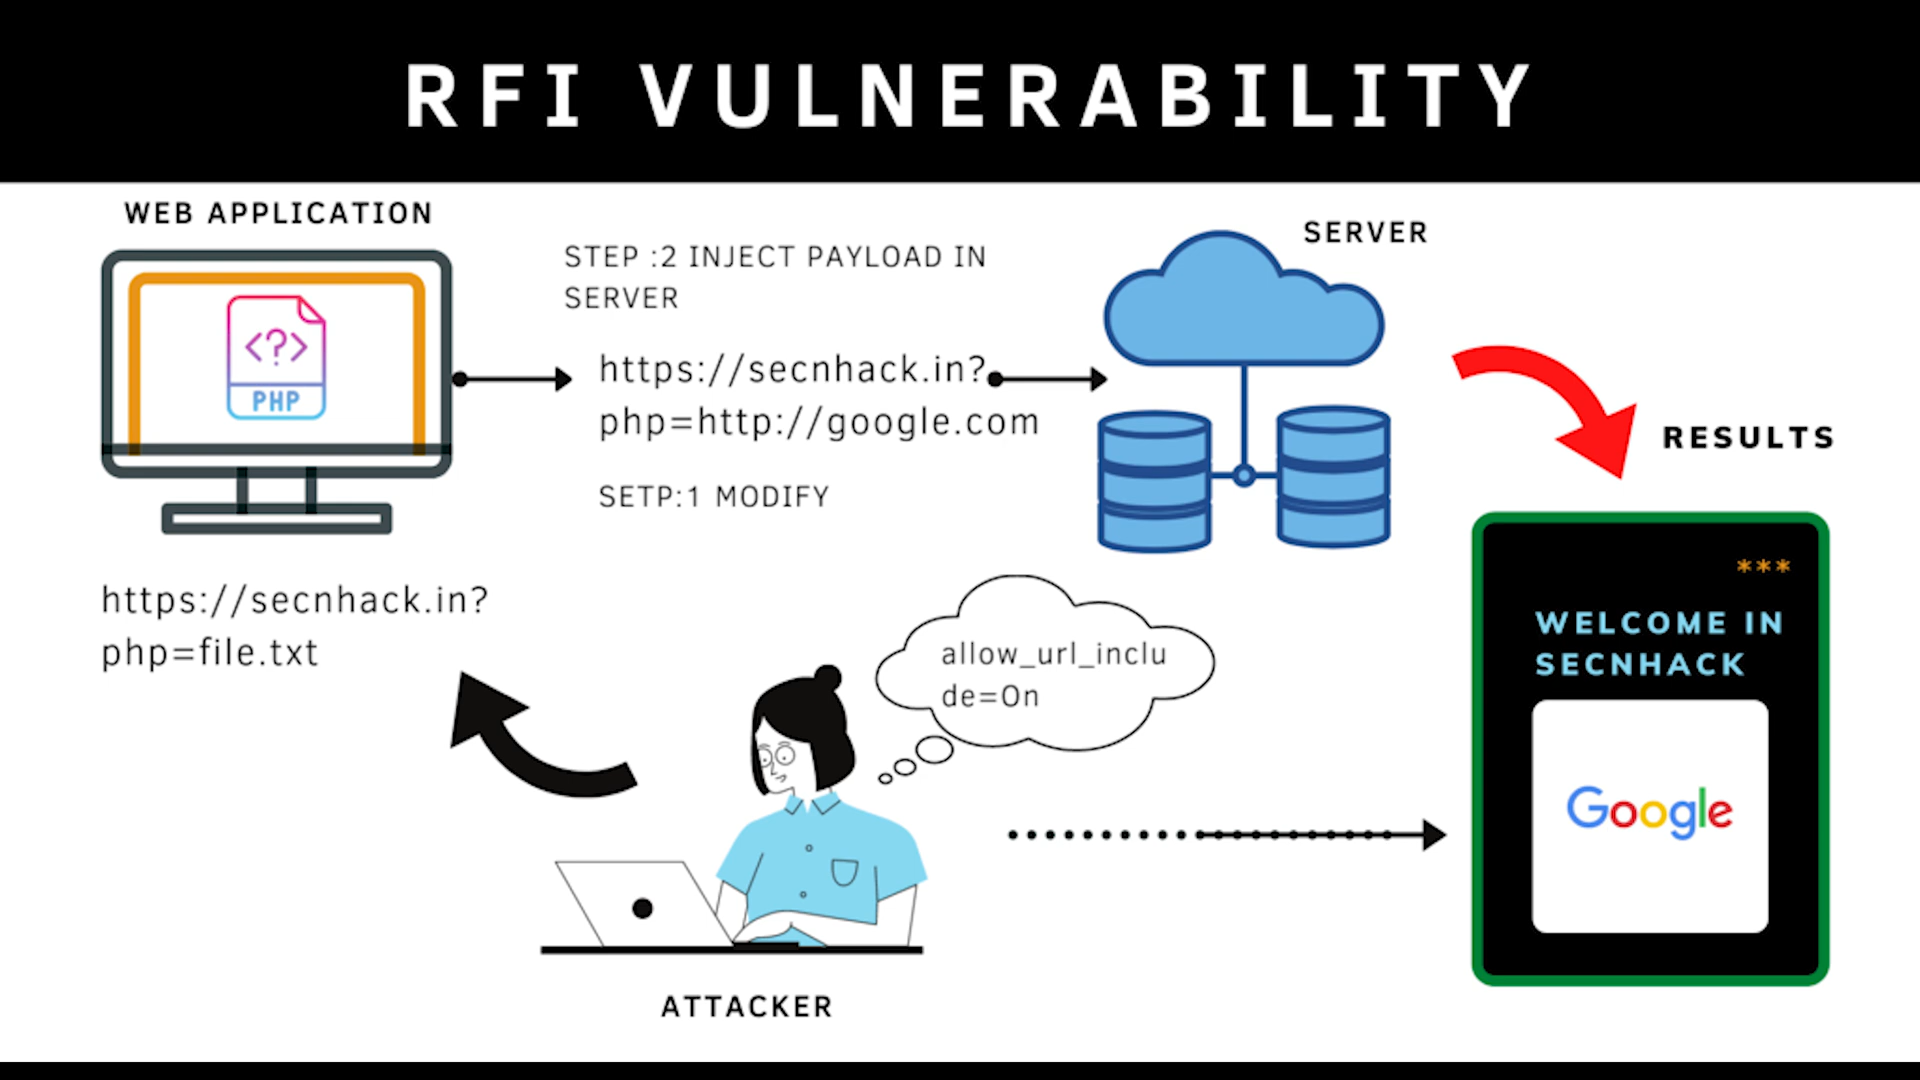 RFI VULNERABILITY
WEB APPLICATION
<?>
PHP
https://secnhack.in?
php=file.txt
STEP :2 INJECT PAYLOAD IN
SERVER
https://secnhack.in?
php=http://google.com
SETP:1 MODIFY
SERVER
RESULTS
***
WELCOME IN
SECNHACK
Google
allow_url_inclu
de=On
ATTACKER